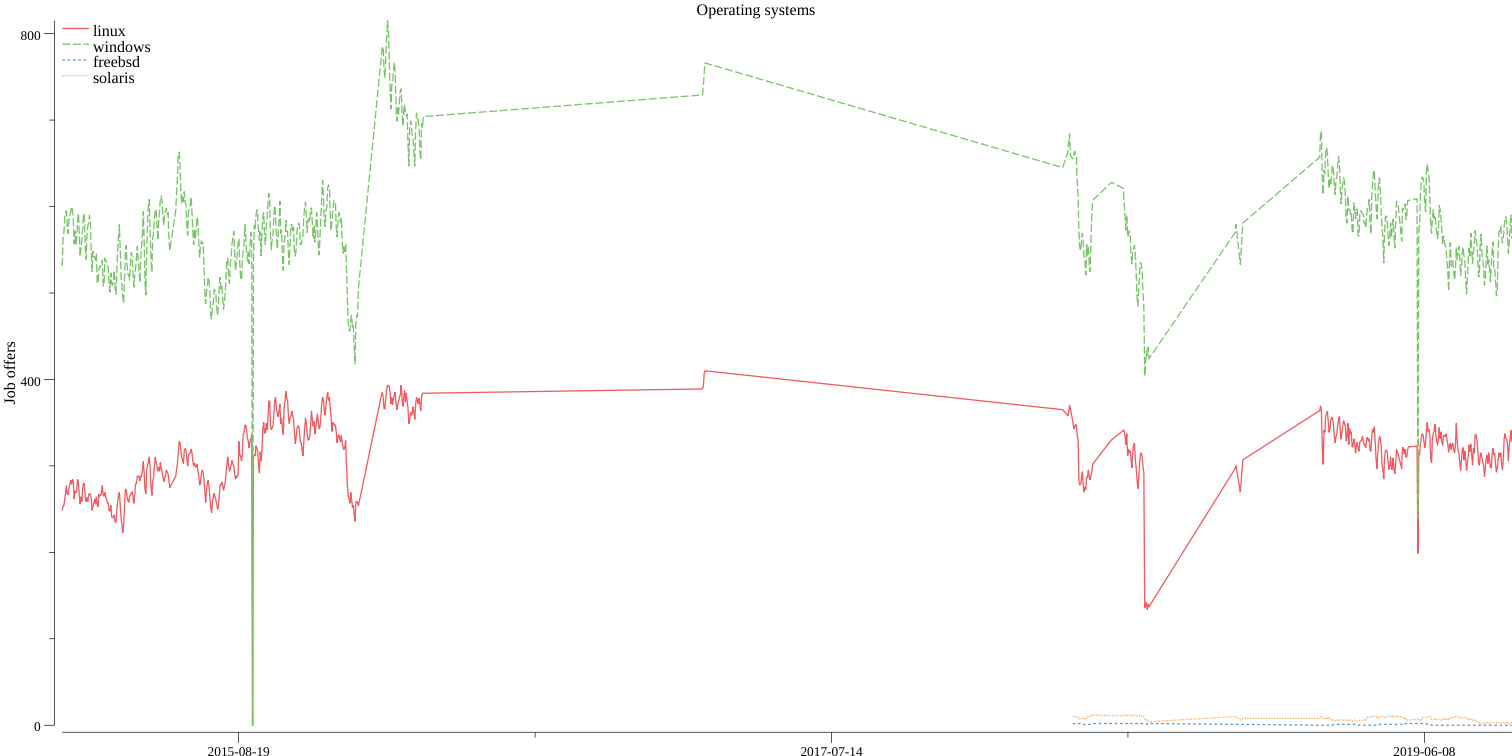 Operating systems
linux
windows
freebsd
solaris
800
400
0
Job offers
2015-08-19
2017-07-14
2019-06-08